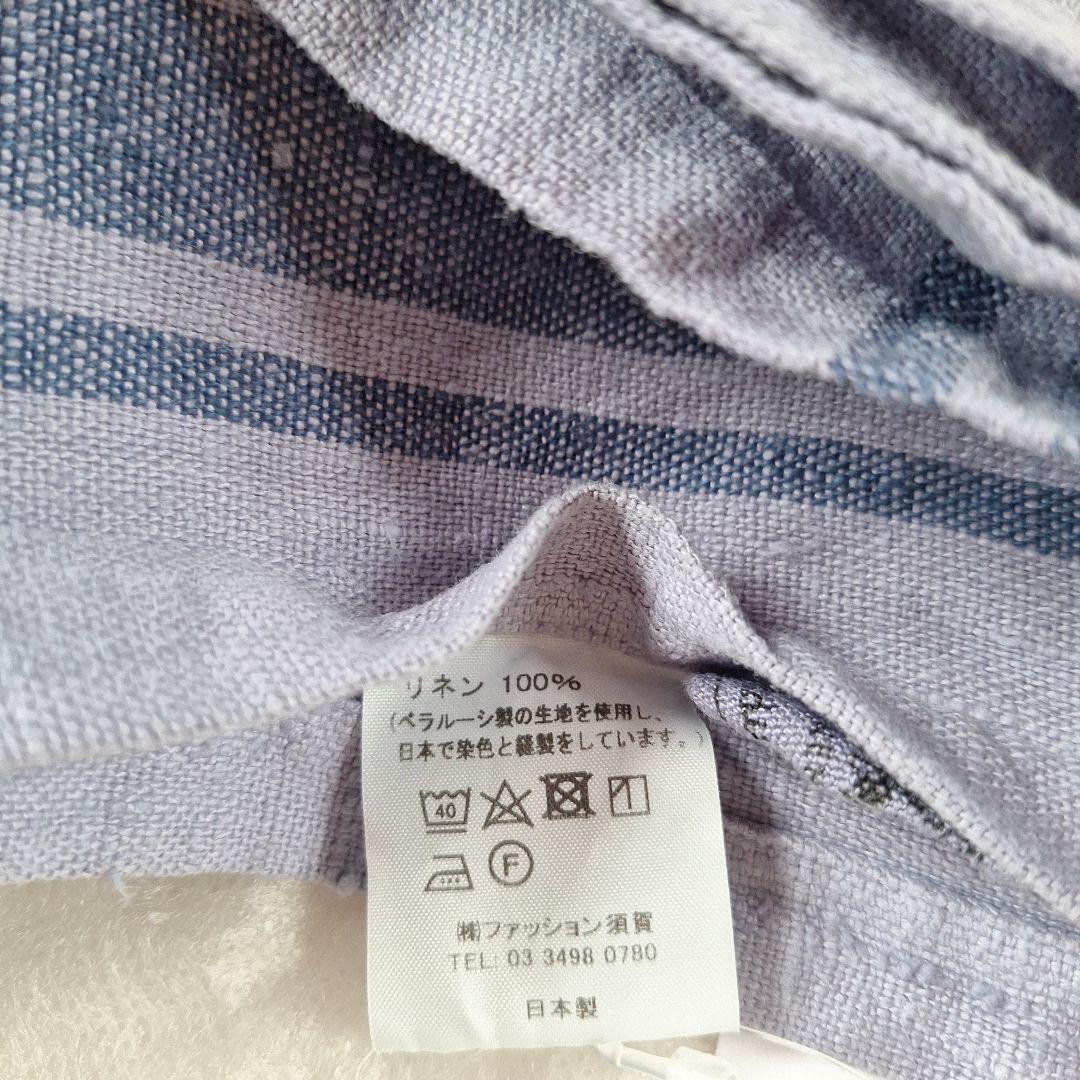 リネン 100%
(ベラルーシ製の生地を使用し、
日本で染色と縫製をしています。)
40
F
㈱ファッション須賀
TEL: 03 3498 0780
日本製